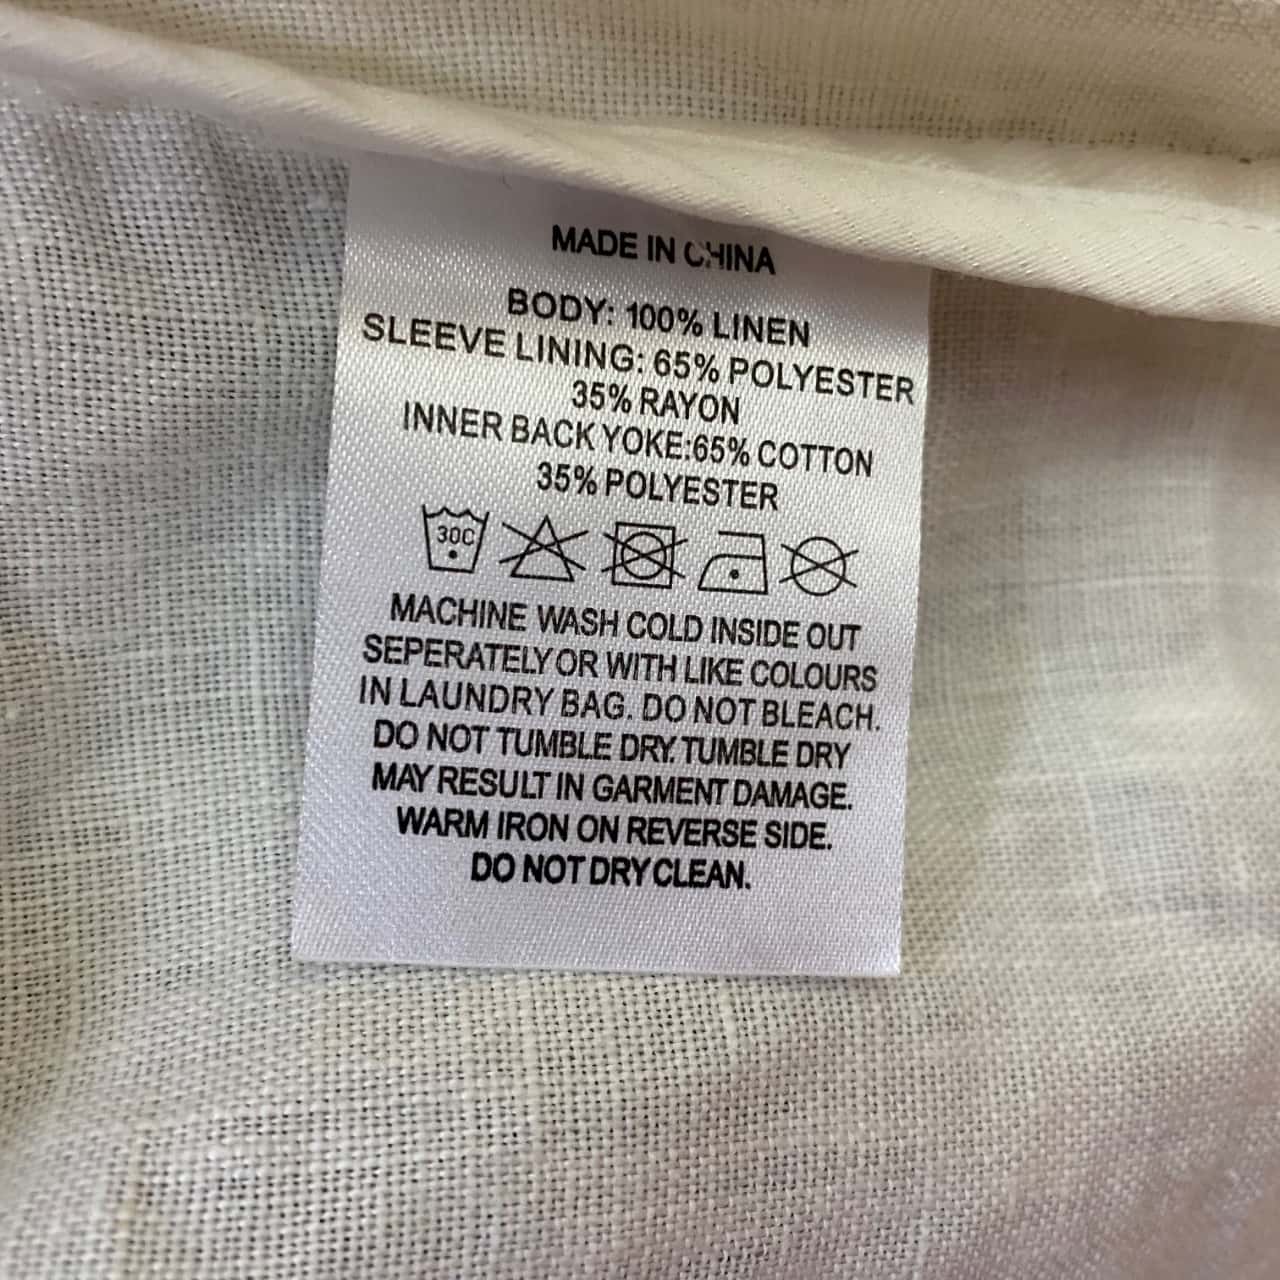 MADE IN CHINA
BODY: 100% LINEN
SLEEVE LINING: 65% POLYESTER
35% RAYON
INNER BACK YOKE:65% COTTON
35% POLYESTER
30C
MACHINE WASH COLD INSIDE OUT
SEPERATELY OR WITH LIKE COLOURS
IN LAUNDRY BAG. DO NOT BLEACH.
DO NOT TUMBLE DRY. TUMBLE DRY
MAY RESULT IN GARMENT DAMAGE.
WARM IRON ON REVERSE SIDE.
DO NOT DRY CLEAN.